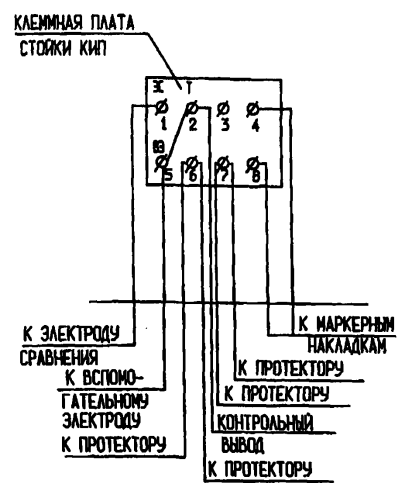 КЛЕММНАЯ ПЛАТА
СТОЙКИ КИП
ЭС Т
1 2 3 4
ВЭ
5 6 7 8
К ЭЛЕКТРОДУ
СРАВНЕНИЯ
К МАРКЕРНЫМ
НАКЛАДКАМ
К ВСПОМО-
ГАТЕЛЬНОМУ
ЭЛЕКТРОДУ
К ПРОТЕКТОРУ
К ПРОТЕКТОРУ
К ПРОТЕКТОРУ
КОНТРОЛЬНЫЙ
ВЫВОД
К ПРОТЕКТОРУ